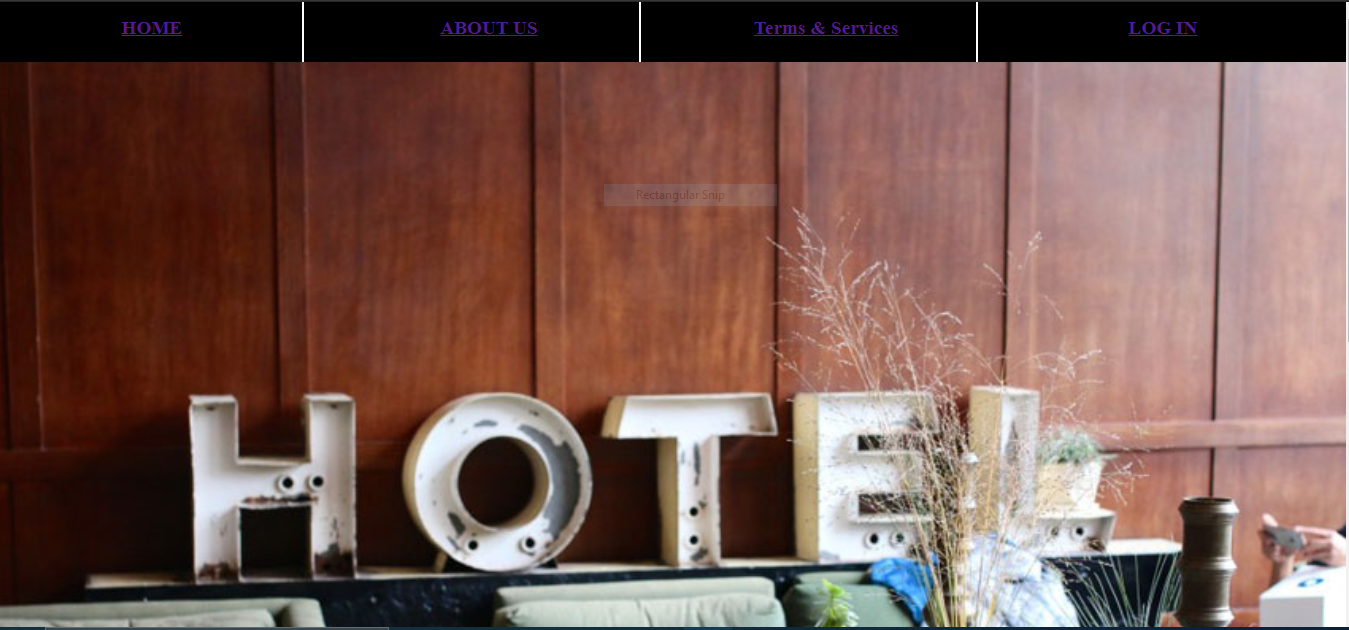 HOME
ABOUT US
Terms & Services
LOG IN
Rectangular Snip
HOTEL